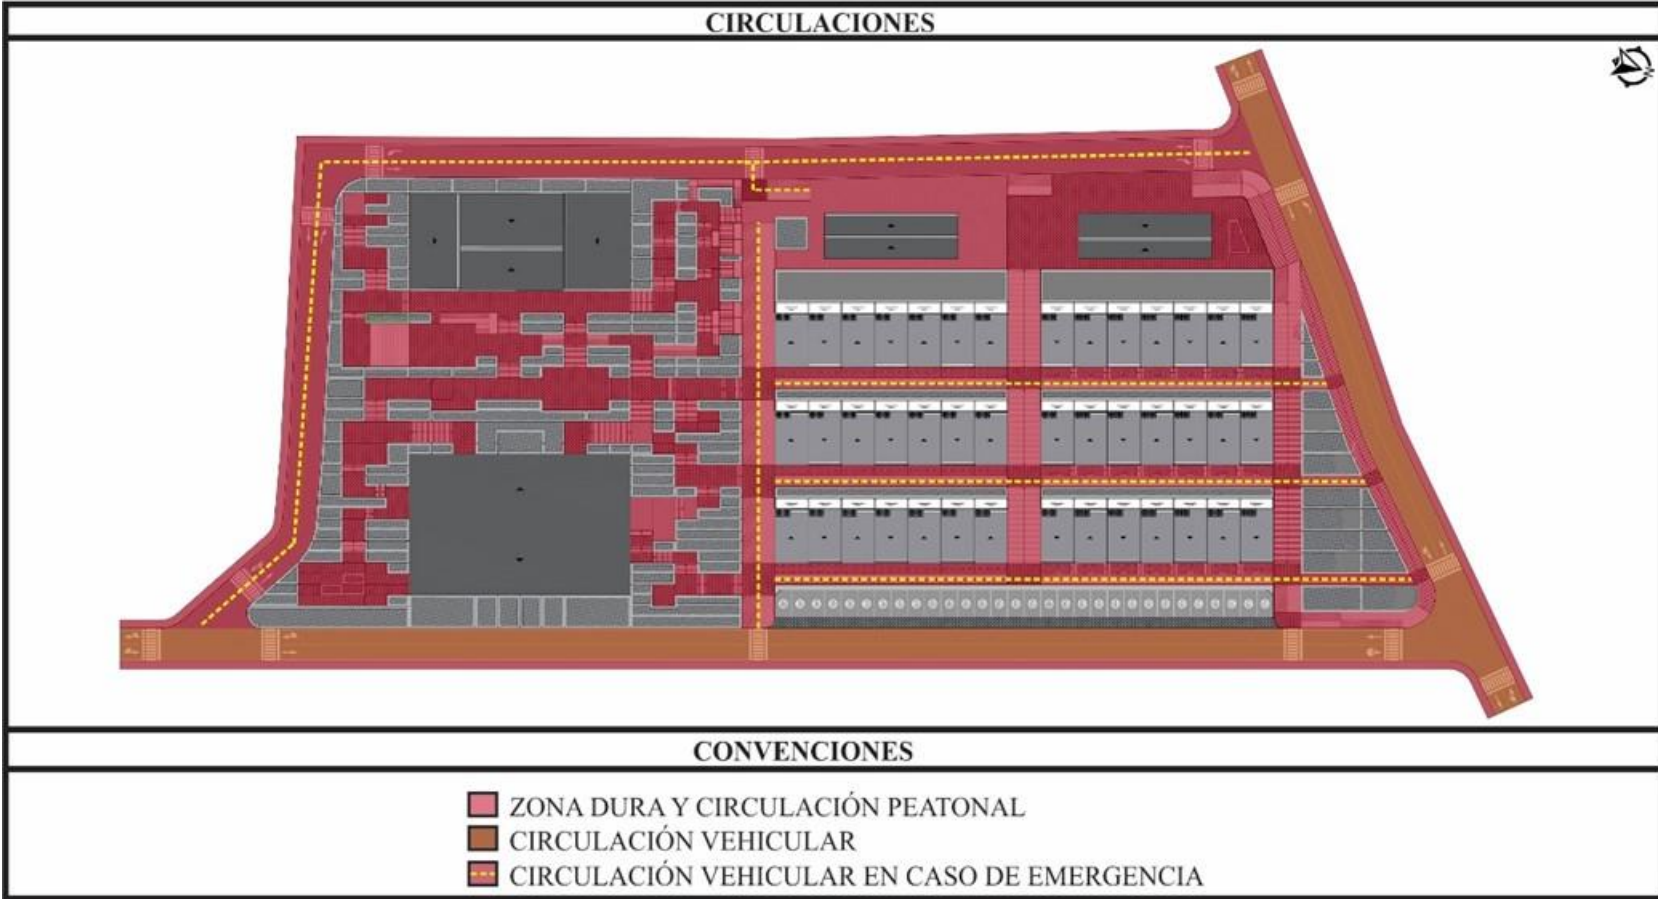 CIRCULACIONES
CONVENCIONES
ZONA DURA Y CIRCULACIÓN PEATONAL
CIRCULACIÓN VEHICULAR
CIRCULACIÓN VEHICULAR EN CASO DE EMERGENCIA